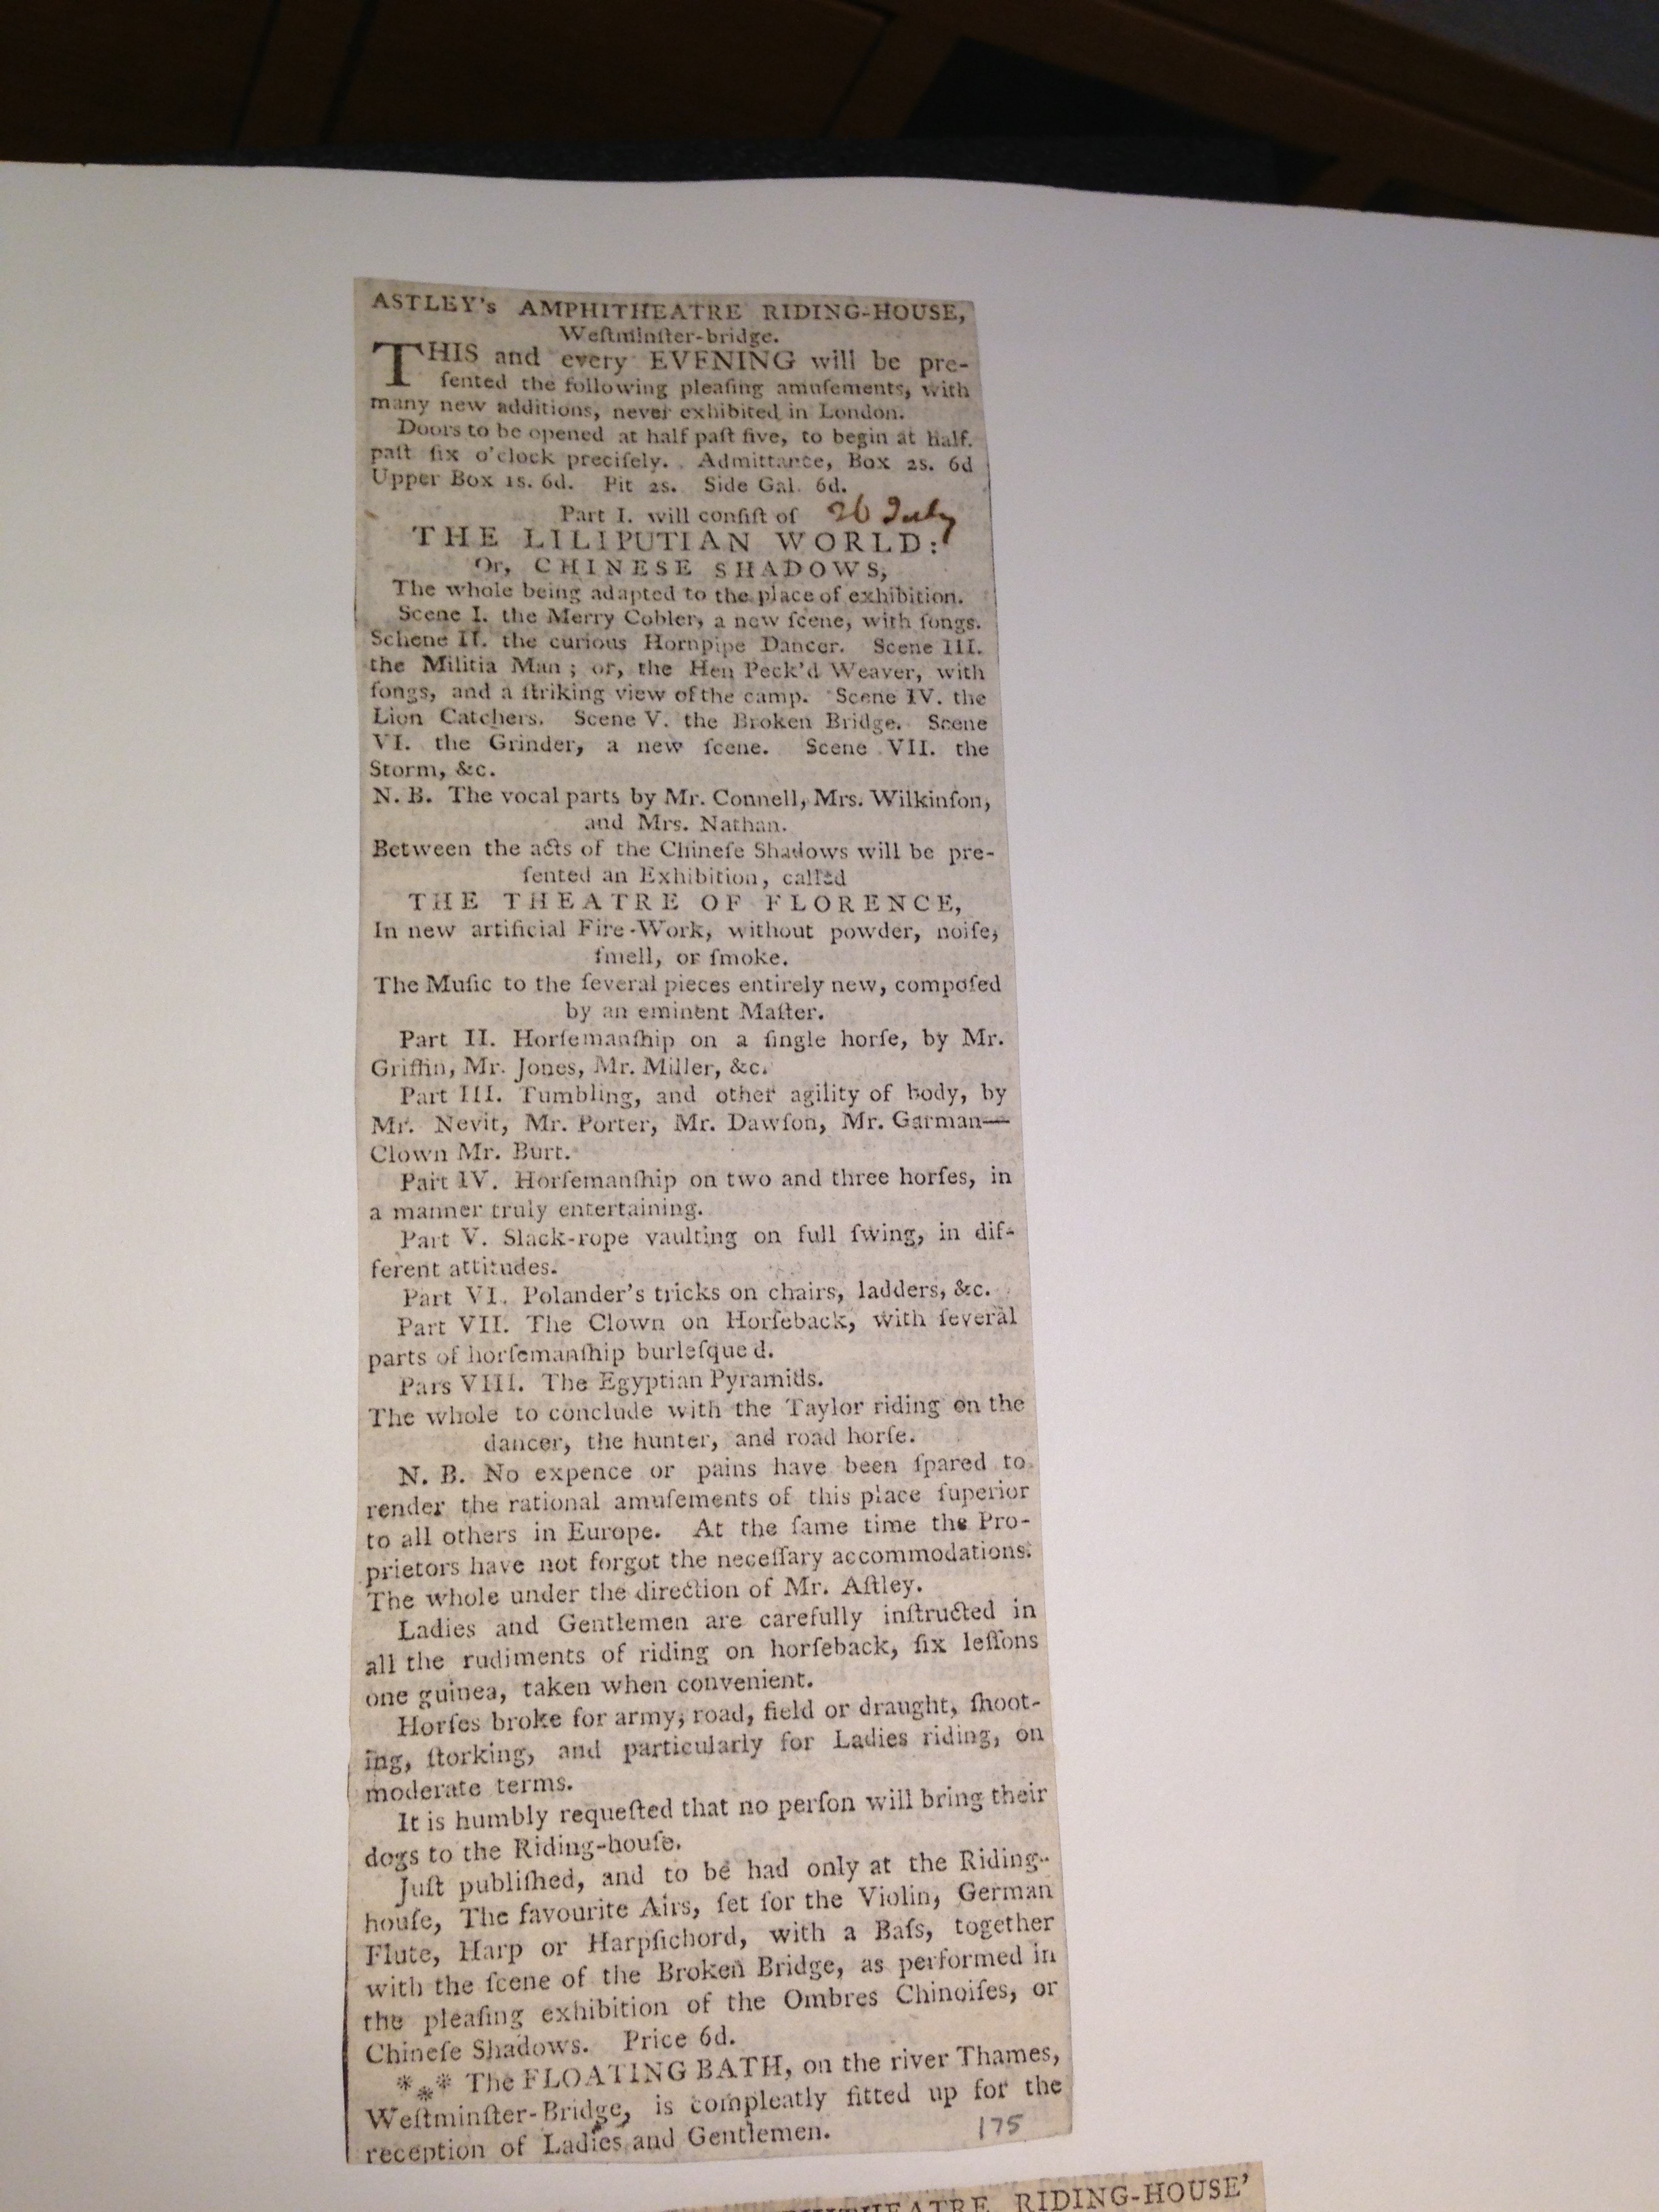 ASTLEY's AMPHITHEATRE RIDING-HOUSE,
Weſtminſter-bridge.
THIS and every EVENING will be pre-
ſented the following pleaſing amuſements, with
many new additions, never exhibited in London.
Doors to be opened at half paſt five, to begin at half.
paſt ſix o'clock preciſely. Admittance, Box 2s. 6d
Upper Box 1s. 6d. Pit 2s. Side Gal. 6d.
Part I. will conſiſt of 26 July
THE LILIPUTIAN WORLD:
Or, CHINESE SHADOWS,
The whole being adapted to the place of exhibition.
Scene I. the Merry Cobler, a new ſcene, with ſongs.
Schene II. the curious Hornpipe Dancer. Scene III.
the Militia Man; or, the Hen Peck'd Weaver, with
ſongs, and a ſtriking view of the camp. Scene IV. the
Lion Catchers. Scene V. the Broken Bridge. Scene
VI. the Grinder, a new ſcene. Scene VII. the
Storm, &c.
N. B. The vocal parts by Mr. Connell, Mrs. Wilkinſon,
and Mrs. Nathan.
Between the acts of the Chineſe Shadows will be pre-
ſented an Exhibition, called
THE THEATRE OF FLORENCE,
In new artificial Fire-Work, without powder, noiſe,
ſmell, or ſmoke.
The Muſic to the ſeveral pieces entirely new, compoſed
by an eminent Maſter.
Part II. Horſemanſhip on a ſingle horſe, by Mr.
Griffin, Mr. Jones, Mr. Miller, &c.
Part III. Tumbling, and other agility of body, by
Mr. Nevit, Mr. Porter, Mr. Dawſon, Mr. Garman—
Clown Mr. Burt.
Part IV. Horſemanſhip on two and three horſes, in
a manner truly entertaining.
Part V. Slack-rope vaulting on full ſwing, in dif-
ferent attitudes.
Part VI. Polander's tricks on chairs, ladders, &c.
Part VII. The Clown on Horſeback, with ſeveral
parts of horſemanſhip burleſqued.
Pars VIII. The Egyptian Pyramids.
The whole to conclude with the Taylor riding on the
dancer, the hunter, and road horſe.
N. B. No expence or pains have been ſpared to
render the rational amuſements of this place ſuperior
to all others in Europe. At the ſame time the Pro-
prietors have not forgot the neceſſary accommodations.
The whole under the direction of Mr. Aſtley.
Ladies and Gentlemen are carefully inſtructed in
all the rudiments of riding on horſeback, ſix leſſons
one guinea, taken when convenient.
Horſes broke for army, road, field or draught, ſhoot-
ing, ſtorking, and particularly for Ladies riding, on
moderate terms.
It is humbly requeſted that no perſon will bring their
dogs to the Riding-houſe.
Juſt publiſhed, and to be had only at the Riding-
houſe, The favourite Airs, ſet for the Violin, German
Flute, Harp or Harpſichord, with a Baſs, together
with the ſcene of the Broken Bridge, as performed in
the pleaſing exhibition of the Ombres Chinoiſes, or
Chineſe Shadows. Price 6d.
*⁎* The FLOATING BATH, on the river Thames,
Weſtminſter-Bridge, is compleatly fitted up for the
reception of Ladies and Gentlemen.
175
RIDING-HOUSE'